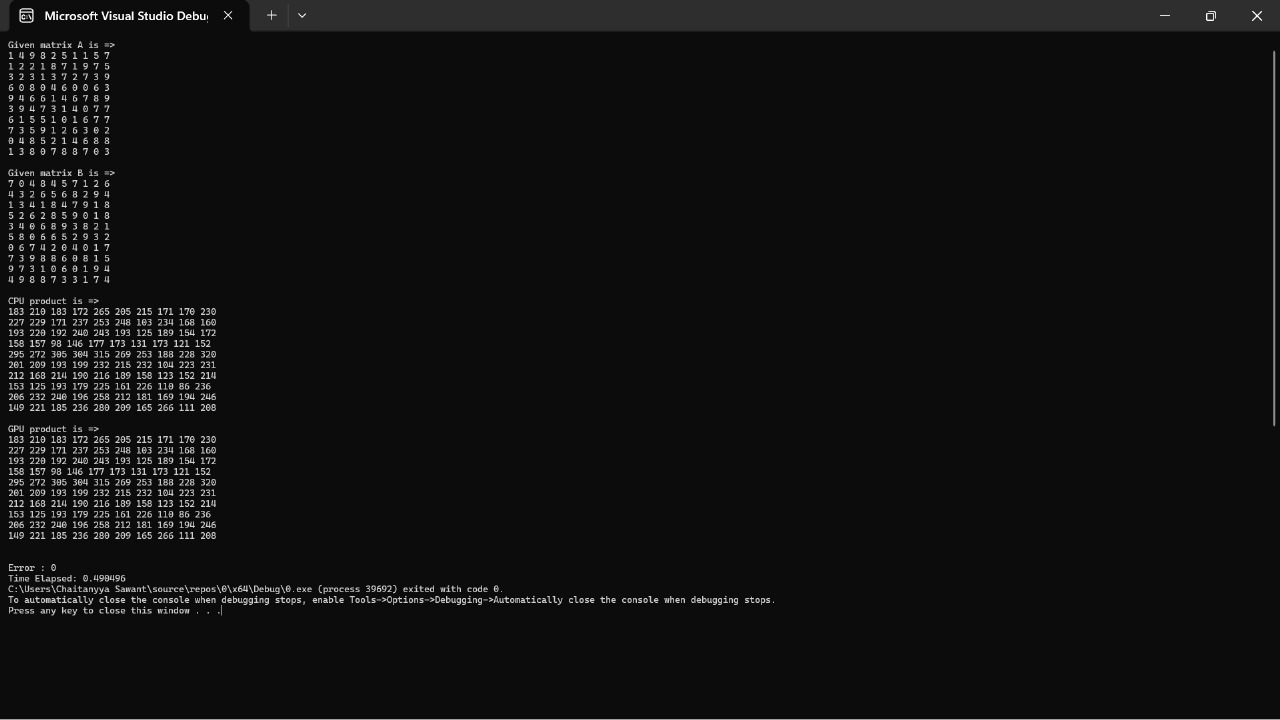 Microsoft Visual Studio Debu
Given matrix A is =>
1 4 9 8 2 5 1 1 5 7
1 2 2 1 8 7 1 9 7 5
3 2 3 1 3 7 2 7 3 9
6 0 8 0 4 6 0 0 6 3
9 4 6 6 1 4 6 7 8 9
3 9 4 7 3 1 4 0 7 7
6 1 5 5 1 0 1 6 7 7
7 3 5 9 1 2 6 3 0 2
0 4 8 5 2 1 4 6 8 8
1 3 8 0 7 8 8 7 0 3
Given matrix B is =>
7 0 4 8 4 5 7 1 2 6
4 3 2 6 5 6 8 2 9 4
1 3 4 1 8 4 7 9 1 8
5 2 6 2 8 5 9 0 1 8
3 4 0 6 8 9 3 8 2 1
5 8 0 6 6 5 2 9 3 2
0 6 7 4 2 0 4 0 1 7
7 3 9 8 8 6 0 8 1 5
9 7 3 1 0 6 0 1 9 4
4 9 8 8 7 3 3 1 7 4
CPU product is =>
183 210 183 172 265 205 215 171 170 230
227 229 171 237 253 248 103 234 168 160
193 220 192 240 243 193 125 189 154 172
158 157 98 146 177 173 131 173 121 152
295 272 305 304 315 269 253 188 228 320
201 209 193 199 232 215 232 104 223 231
212 168 214 190 216 189 158 123 152 214
153 125 193 179 225 161 226 110 86 236
206 232 240 196 258 212 181 169 194 246
149 221 185 236 280 209 165 266 111 208
GPU product is =>
183 210 183 172 265 205 215 171 170 230
227 229 171 237 253 248 103 234 168 160
193 220 192 240 243 193 125 189 154 172
158 157 98 146 177 173 131 173 121 152
295 272 305 304 315 269 253 188 228 320
201 209 193 199 232 215 232 104 223 231
212 168 214 190 216 189 158 123 152 214
153 125 193 179 225 161 226 110 86 236
206 232 240 196 258 212 181 169 194 246
149 221 185 236 280 209 165 266 111 208
Error : 0
Time Elapsed: 0.490496
C:\Users\Chaitanyya Sawant\source\repos\0\x64\Debug\0.exe (process 39692) exited with code 0.
To automatically close the console when debugging stops, enable Tools->Options->Debugging->Automatically close the console when debugging stops.
Press any key to close this window . . .